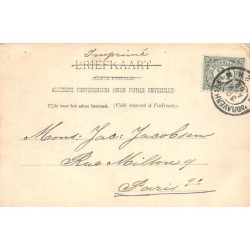 Imprimé
BRIEFKAART
(CARTE POSTALE)
ALGEMEENE POSTVEREENIGING (UNION POSTALE UNIVERSELLE)
Zijde voor het adres bestemd. (Côté réservé à l'adresse.)
Mons: Jac: Jacobsen
Rue Milton 9
Paris